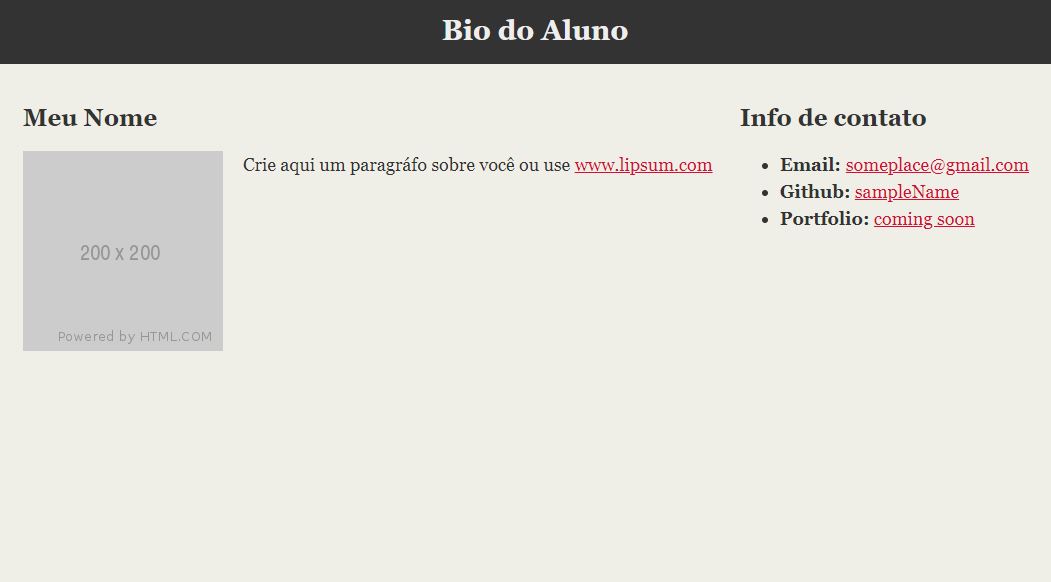 Bio do Aluno
Meu Nome
200 x 200
Powered by HTML.COM
Crie aqui um paragráfo sobre você ou use www.lipsum.com
Info de contato
Email: someplace@gmail.com
Github: sampleName
Portfolio: coming soon